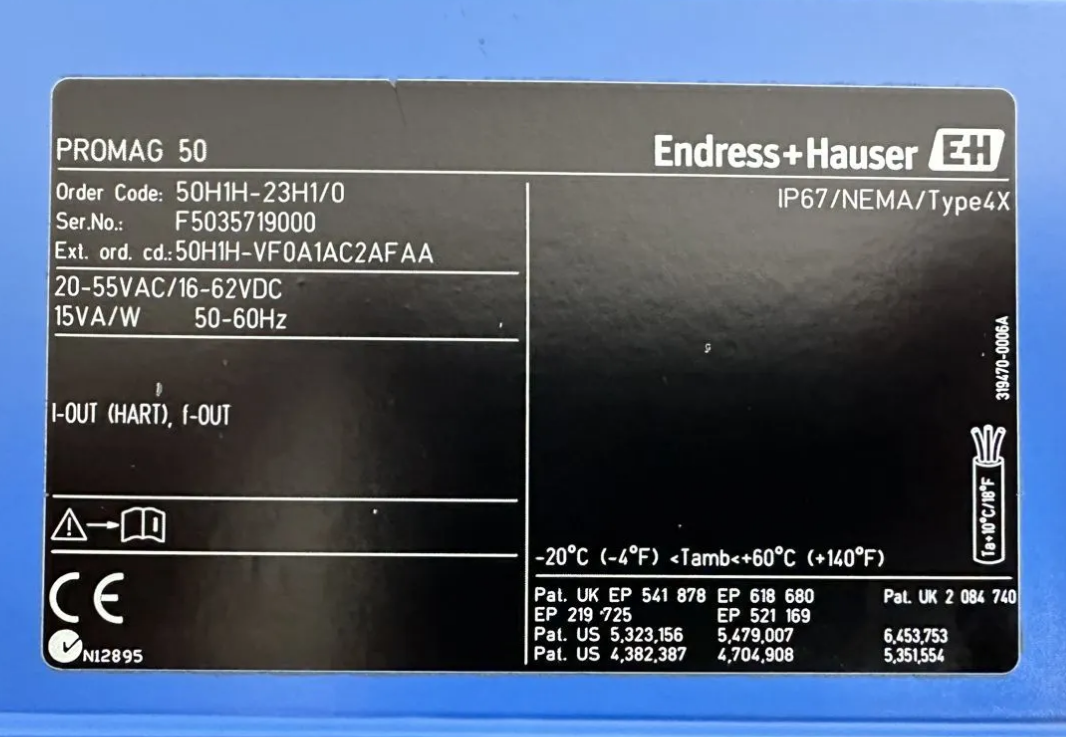 PROMAG 50
Endress+Hauser EH
Order Code: 50H1H-23H1/0
Ser.No.: F5035719000
Ext. ord. cd.: 50H1H-VF0A1AC2AFAA
IP67/NEMA/Type4X
20-55VAC/16-62VDC
15VA/W 50-60Hz
I-OUT (HART), f-OUT
319470-0006A
Ta+10°C/18°F
-20°C (-4°F) <Tamb<+60°C (+140°F)
Pat. UK EP 541 878 EP 618 680 Pat. UK 2 084 740
EP 219 725 EP 521 169
Pat. US 5,323,156 5,479,007 6,453,753
Pat. US 4,382,387 4,704,908 5,351,554
CE
N12895